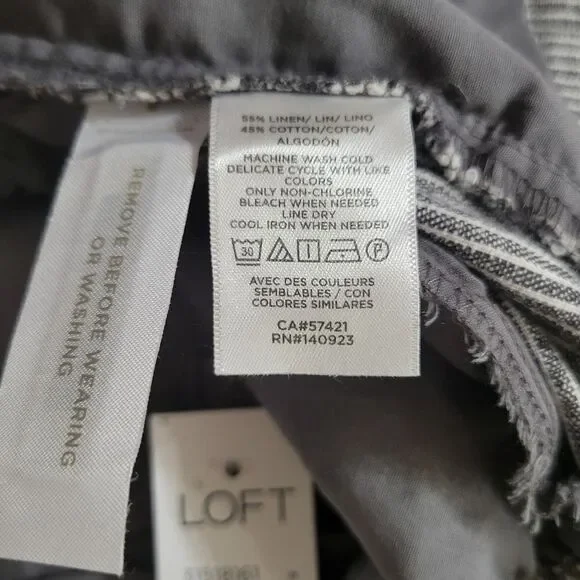 55% LINEN/ LIN/ LINO
45% COTTON/COTON/
ALGODÓN
MACHINE WASH COLD
DELICATE CYCLE WITH LIKE
COLORS
ONLY NON-CHLORINE
BLEACH WHEN NEEDED
LINE DRY
COOL IRON WHEN NEEDED
30 P
AVEC DES COULEURS
SEMBLABLES / CON
COLORES SIMILARES
CA#57421
RN#140923
REMOVE BEFORE WEARING
OR WASHING
LOFT